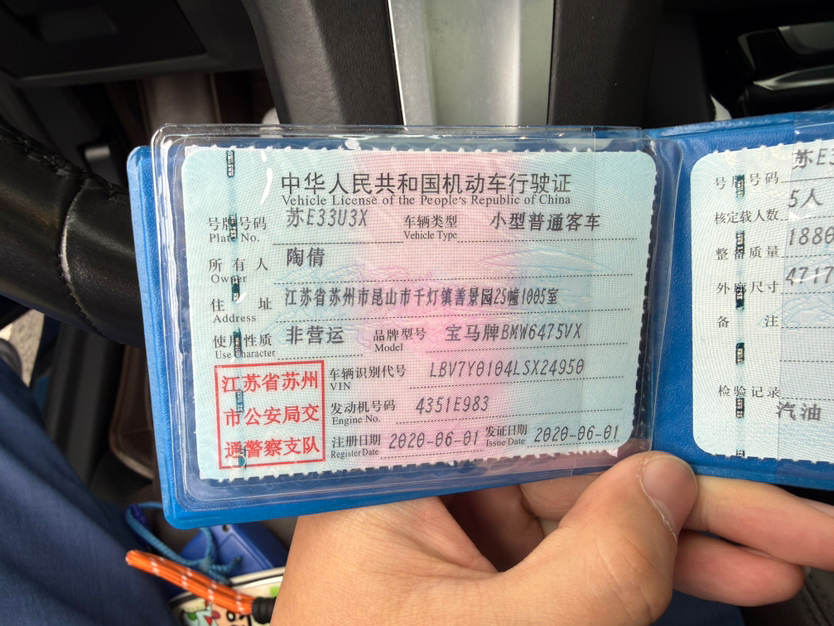 中华人民共和国机动车行驶证
Vehicle License of the People's Republic of China
号牌号码 苏E33U3X 车辆类型 小型普通客车
Plate No. Vehicle Type
所有人 陶倩
Owner
住址 江苏省苏州市昆山市千灯镇善景园25幢1005室
Address
使用性质 非营运 品牌型号 宝马牌BMW6475VX
Use Character Model
江苏省苏州
市公安局交
通警察支队
车辆识别代号 LBV7Y0104LSX24950
VIN
发动机号码 4351E983
Engine No.
注册日期 2020-06-01 发证日期 2020-06-01
Register Date Issue Date
号牌号码 苏E3
核定载人数 5人
整备质量 1880
外廓尺寸 4717
备注
检验记录
汽油